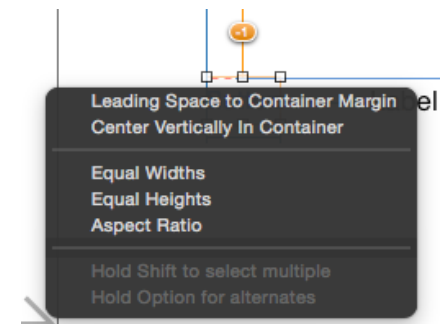 -1
Leading Space to Container Margin
Center Vertically In Container
Equal Widths
Equal Heights
Aspect Ratio
Hold Shift to select multiple
Hold Option for alternates